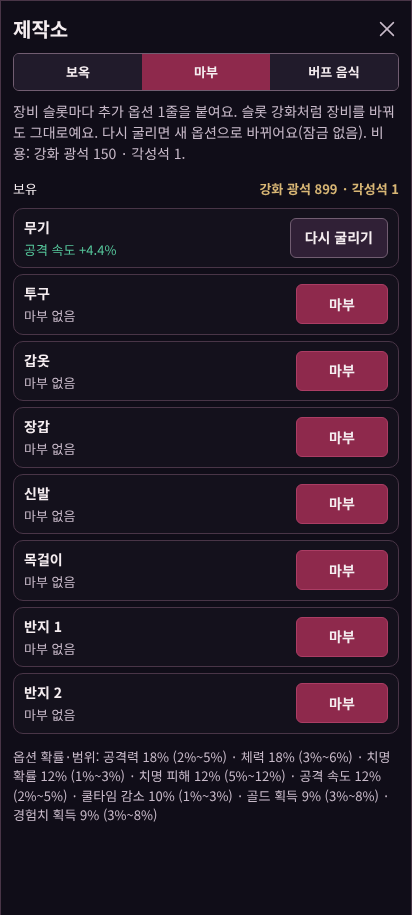 제작소
보옥
마부
버프 음식
장비 슬롯마다 추가 옵션 1줄을 붙여요. 슬롯 강화처럼 장비를 바꿔
도 그대로예요. 다시 굴리면 새 옵션으로 바뀌어요(잠금 없음). 비
용: 강화 광석 150 · 각성석 1.
보유
강화 광석 899 · 각성석 1
무기
공격 속도 +4.4%
다시 굴리기
투구
마부 없음
마부
갑옷
마부 없음
마부
장갑
마부 없음
마부
신발
마부 없음
마부
목걸이
마부 없음
마부
반지 1
마부 없음
마부
반지 2
마부 없음
마부
옵션 확률·범위: 공격력 18% (2%~5%) · 체력 18% (3%~6%) · 치명
확률 12% (1%~3%) · 치명 피해 12% (5%~12%) · 공격 속도 12%
(2%~5%) · 쿨타임 감소 10% (1%~3%) · 골드 획득 9% (3%~8%) ·
경험치 획득 9% (3%~8%)